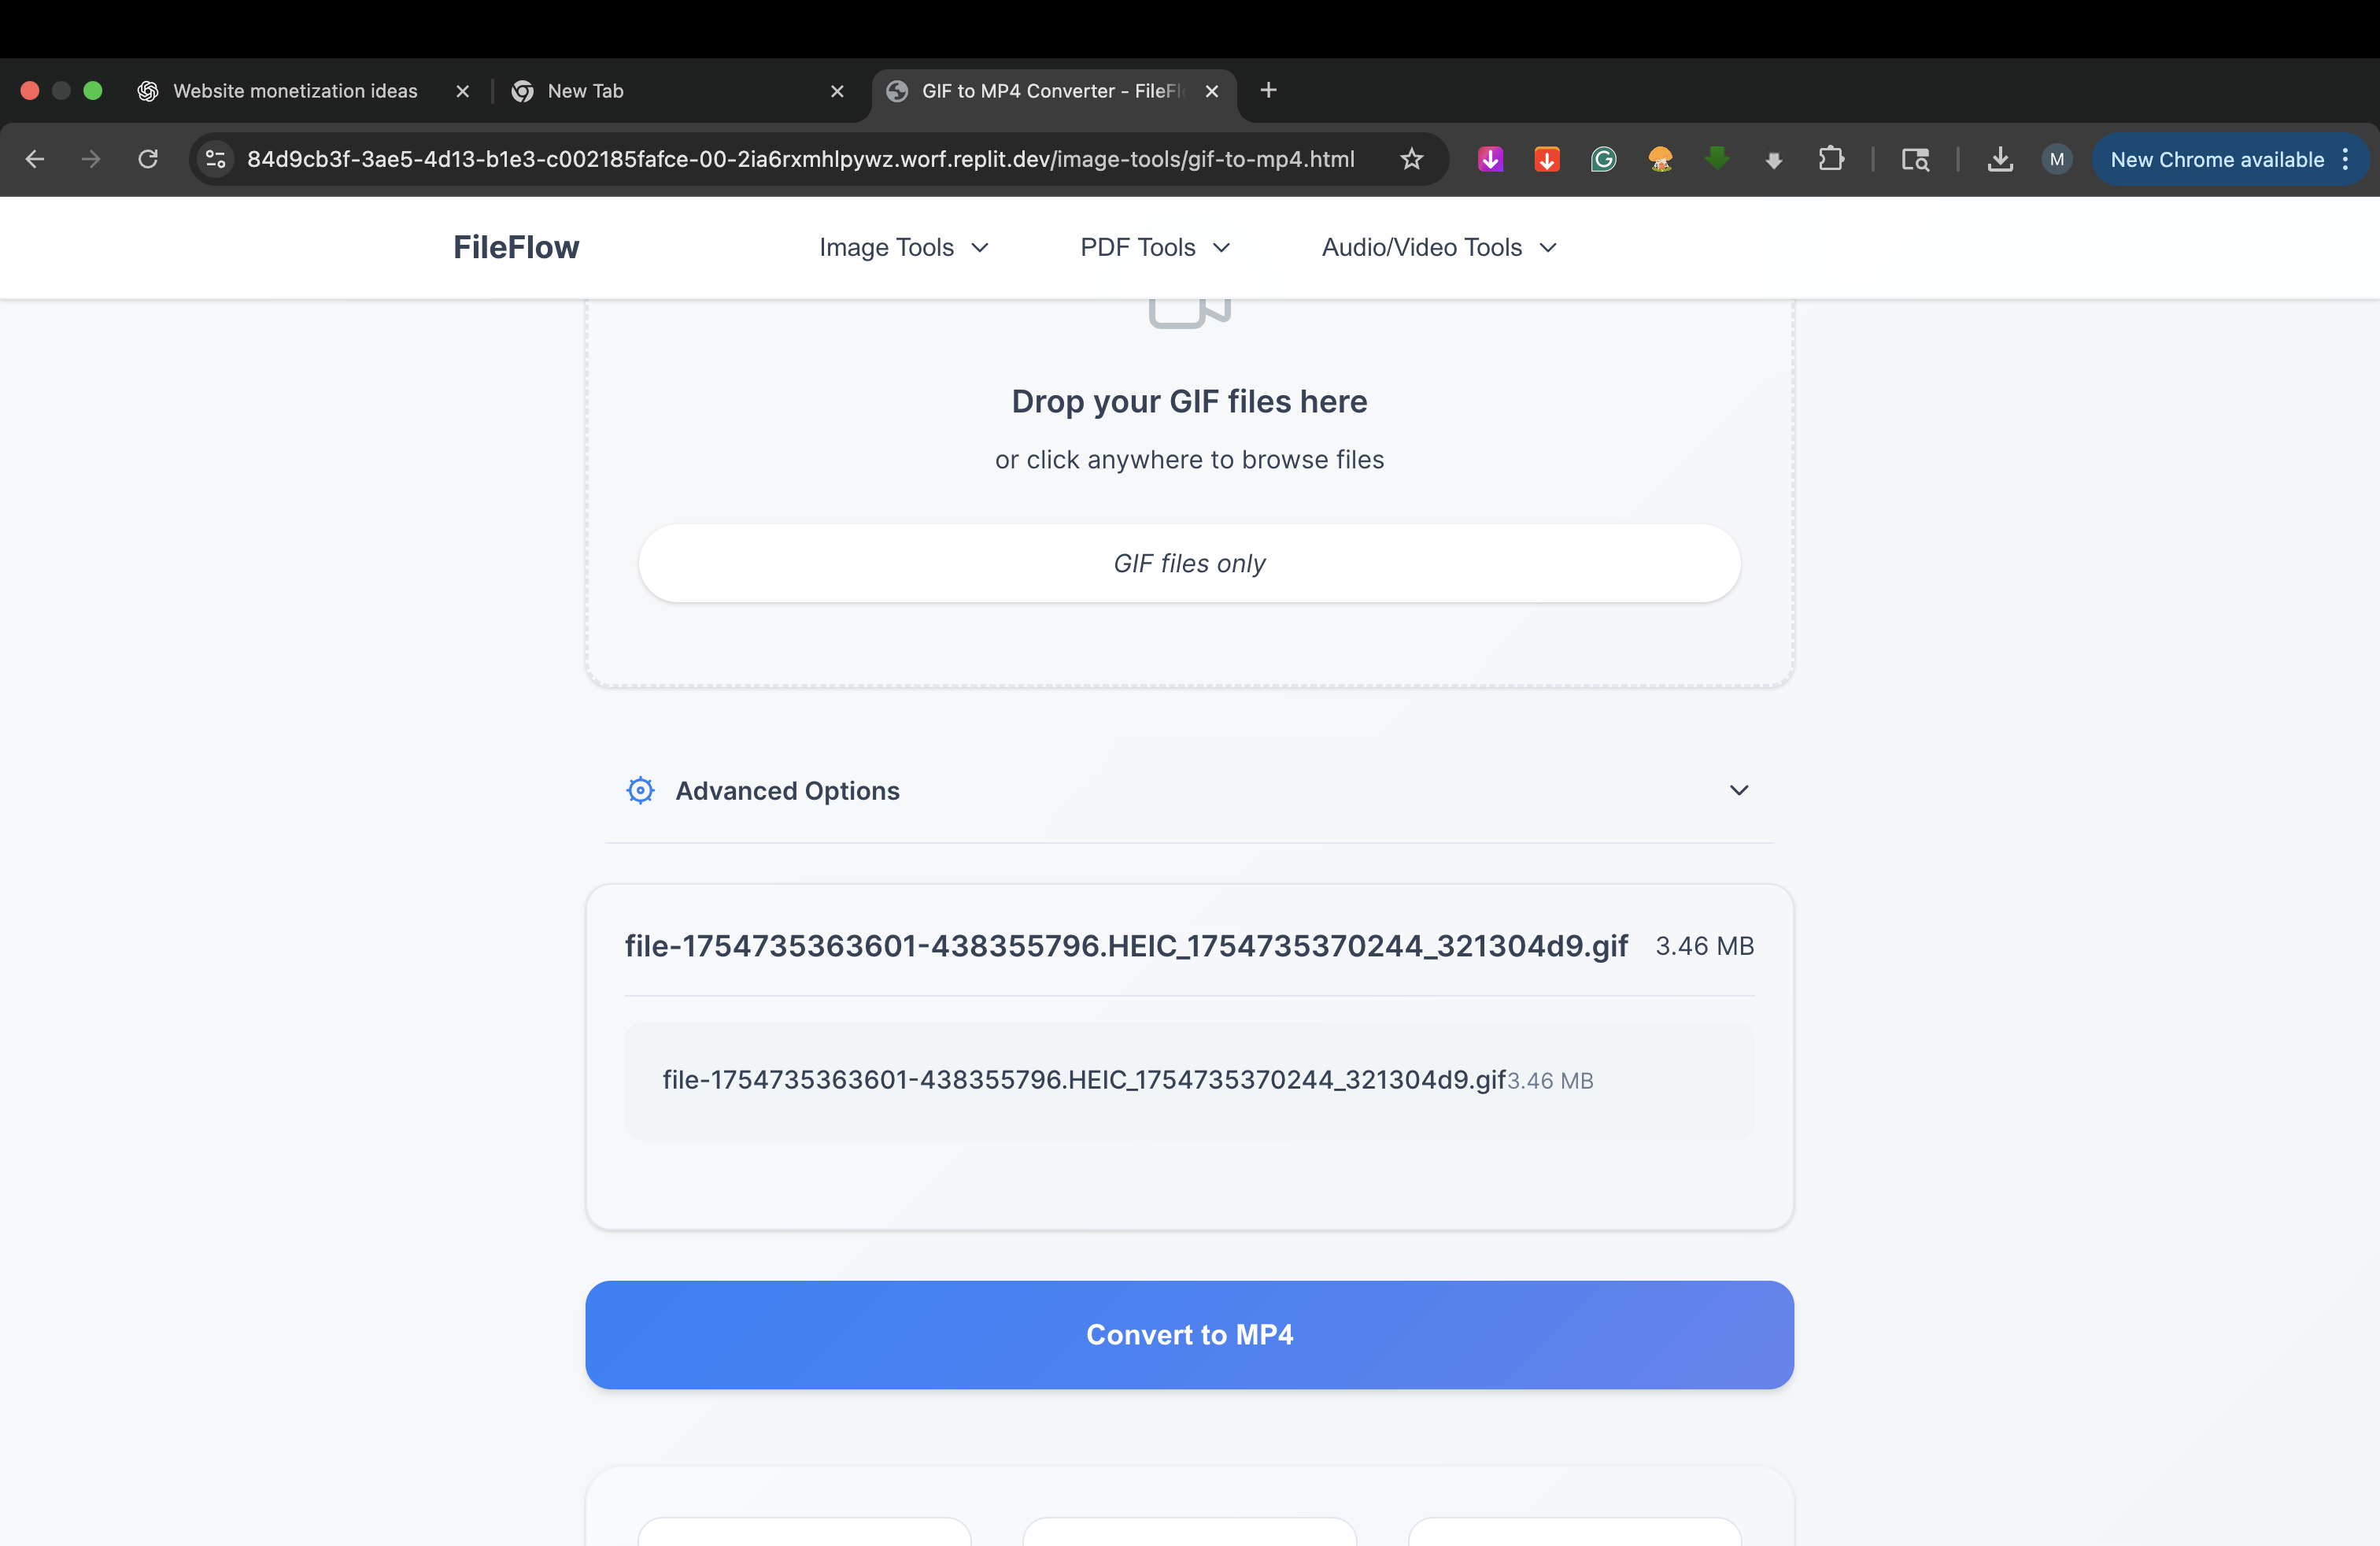 Website monetization ideas
New Tab
GIF to MP4 Converter - FileFl
84d9cb3f-3ae5-4d13-b1e3-c002185fafce-00-2ia6rxmhlpywz.worf.replit.dev/image-tools/gif-to-mp4.html
M
New Chrome available
FileFlow
Image Tools
PDF Tools
Audio/Video Tools
Drop your GIF files here
or click anywhere to browse files
GIF files only
Advanced Options
file-1754735363601-438355796.HEIC_1754735370244_321304d9.gif 3.46 MB
file-1754735363601-438355796.HEIC_1754735370244_321304d9.gif3.46 MB
Convert to MP4